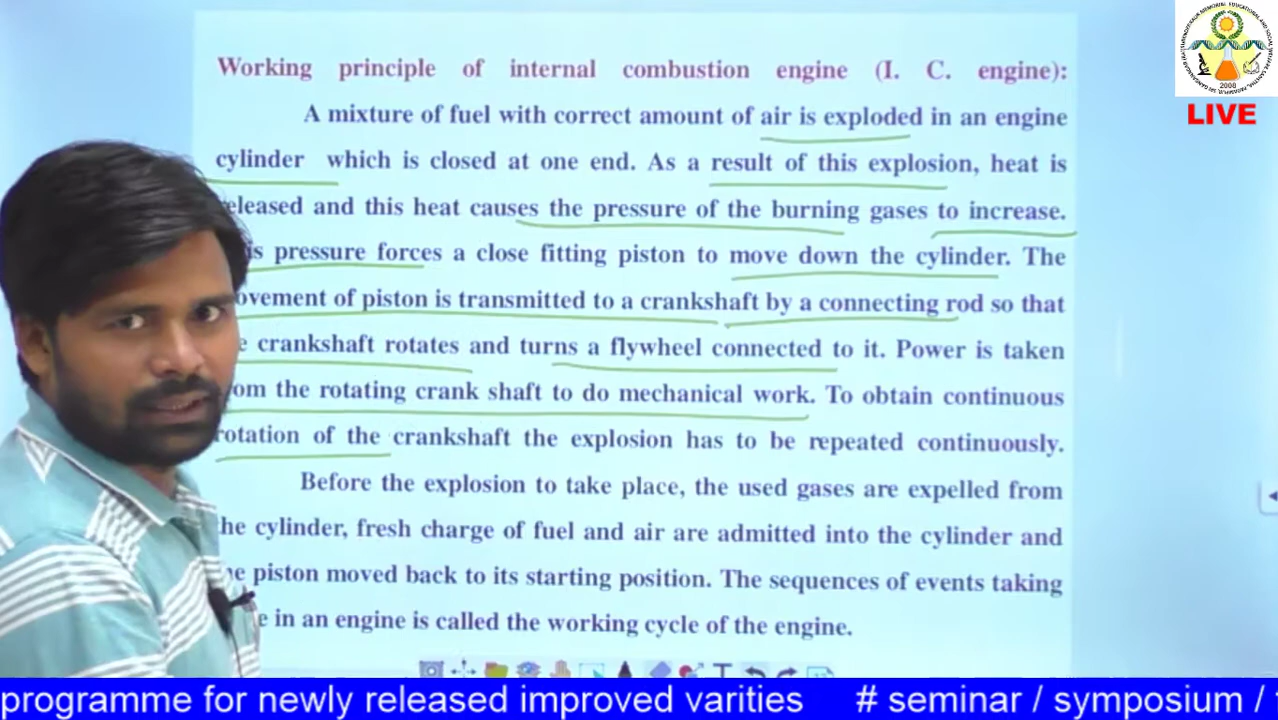 Working principle of internal combustion engine (I. C. engine):
A mixture of fuel with correct amount of air is exploded in an engine
cylinder which is closed at one end. As a result of this explosion, heat is
eleased and this heat causes the pressure of the burning gases to increase.
is pressure forces a close fitting piston to move down the cylinder. The
ovement of piston is transmitted to a crankshaft by a connecting rod so that
e crankshaft rotates and turns a flywheel connected to it. Power is taken
om the rotating crank shaft to do mechanical work. To obtain continuous
rotation of the crankshaft the explosion has to be repeated continuously.
Before the explosion to take place, the used gases are expelled from
he cylinder, fresh charge of fuel and air are admitted into the cylinder and
he piston moved back to its starting position. The sequences of events taking
e in an engine is called the working cycle of the engine.
2008
LIVE
programme for newly released improved varities # seminar / symposium /